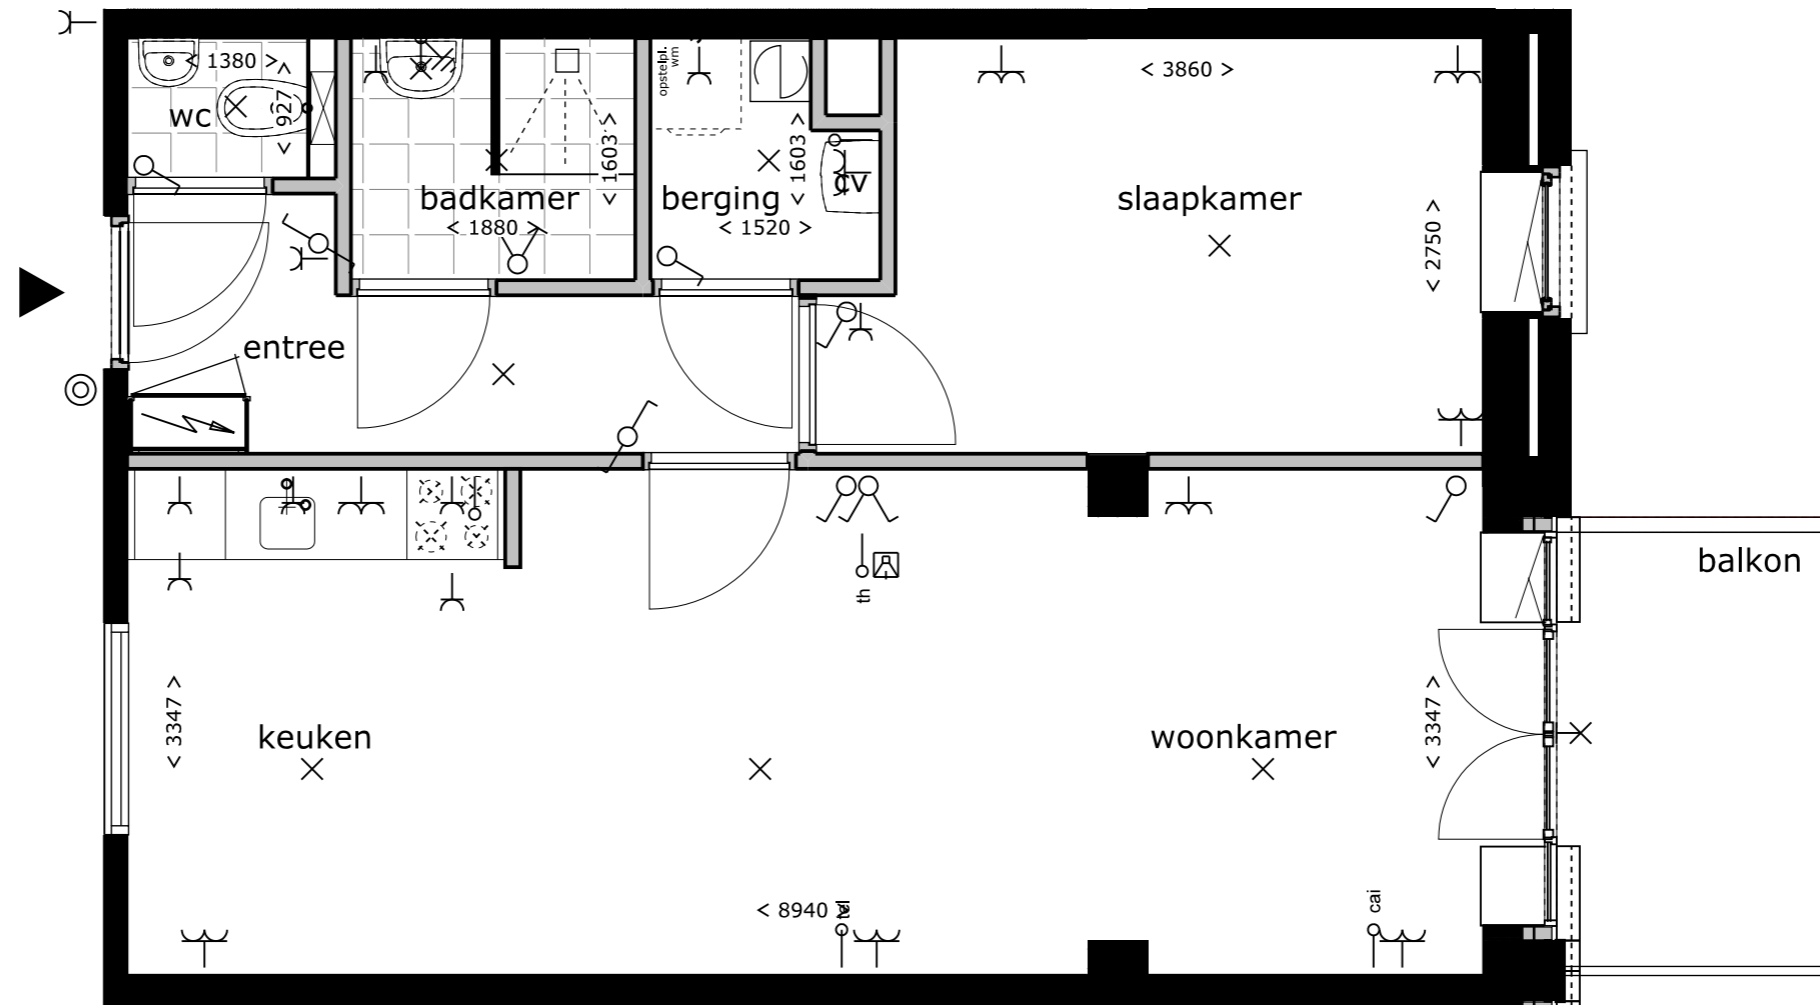 opstelpl.
wm
< 1380 >
< 3860 >
wc
< 927 >
< 1603 >
< 1603 >
badkamer
berging
cv
slaapkamer
< 1880 >
< 1520 >
< 2750 >
entree
balkon
th
< 3347 >
keuken
woonkamer
< 3347 >
< 8940 >
tel
cai